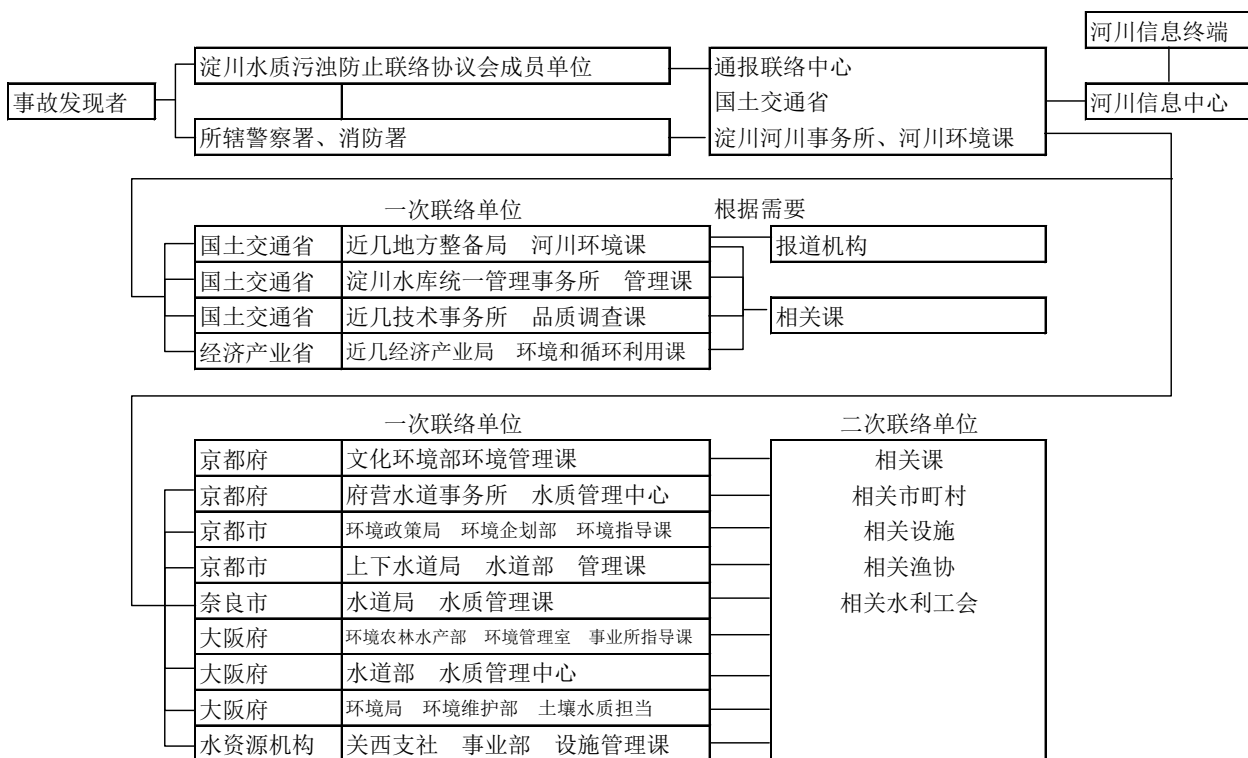 河川信息终端
淀川水质污浊防止联络协议会成员单位
通报联络中心
事故发现者
国土交通省
河川信息中心
所辖警察署、消防署
淀川河川事务所、河川环境课
一次联络单位
根据需要
国土交通省 近几地方整备局 河川环境课
报道机构
国土交通省 淀川水库统一管理事务所 管理课
国土交通省 近几技术事务所 品质调查课
相关课
经济产业省 近几经济产业局 环境和循环利用课
一次联络单位
二次联络单位
京都府 文化环境部环境管理课
相关课
京都府 府营水道事务所 水质管理中心
相关市町村
京都市 环境政策局 环境企划部 环境指导课
相关设施
京都市 上下水道局 水道部 管理课
相关渔协
奈良市 水道局 水质管理课
相关水利工会
大阪府 环境农林水产部 环境管理室 事业所指导课
大阪府 水道部 水质管理中心
大阪府 环境局 环境维护部 土壤水质担当
水资源机构 关西支社 事业部 设施管理课